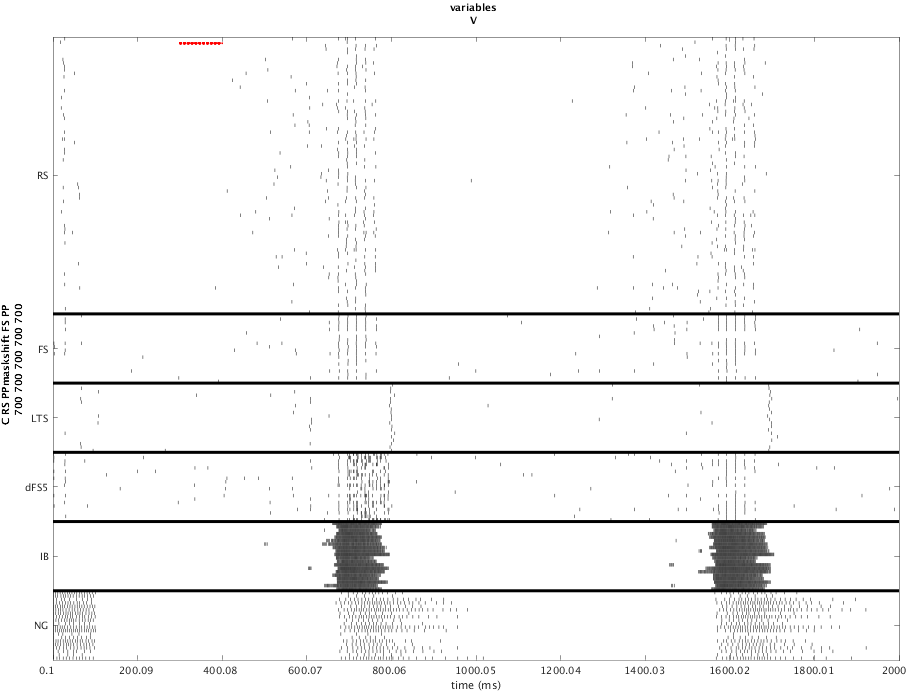 variables
V
C RS PPmaskshift FS PP
700 700 700 700 700 700
RS
FS
LTS
dFS5
IB
NG
0.1 200.09 400.08 600.07 800.06 1000.05 1200.04 1400.03 1600.02 1800.01 2000
time (ms)